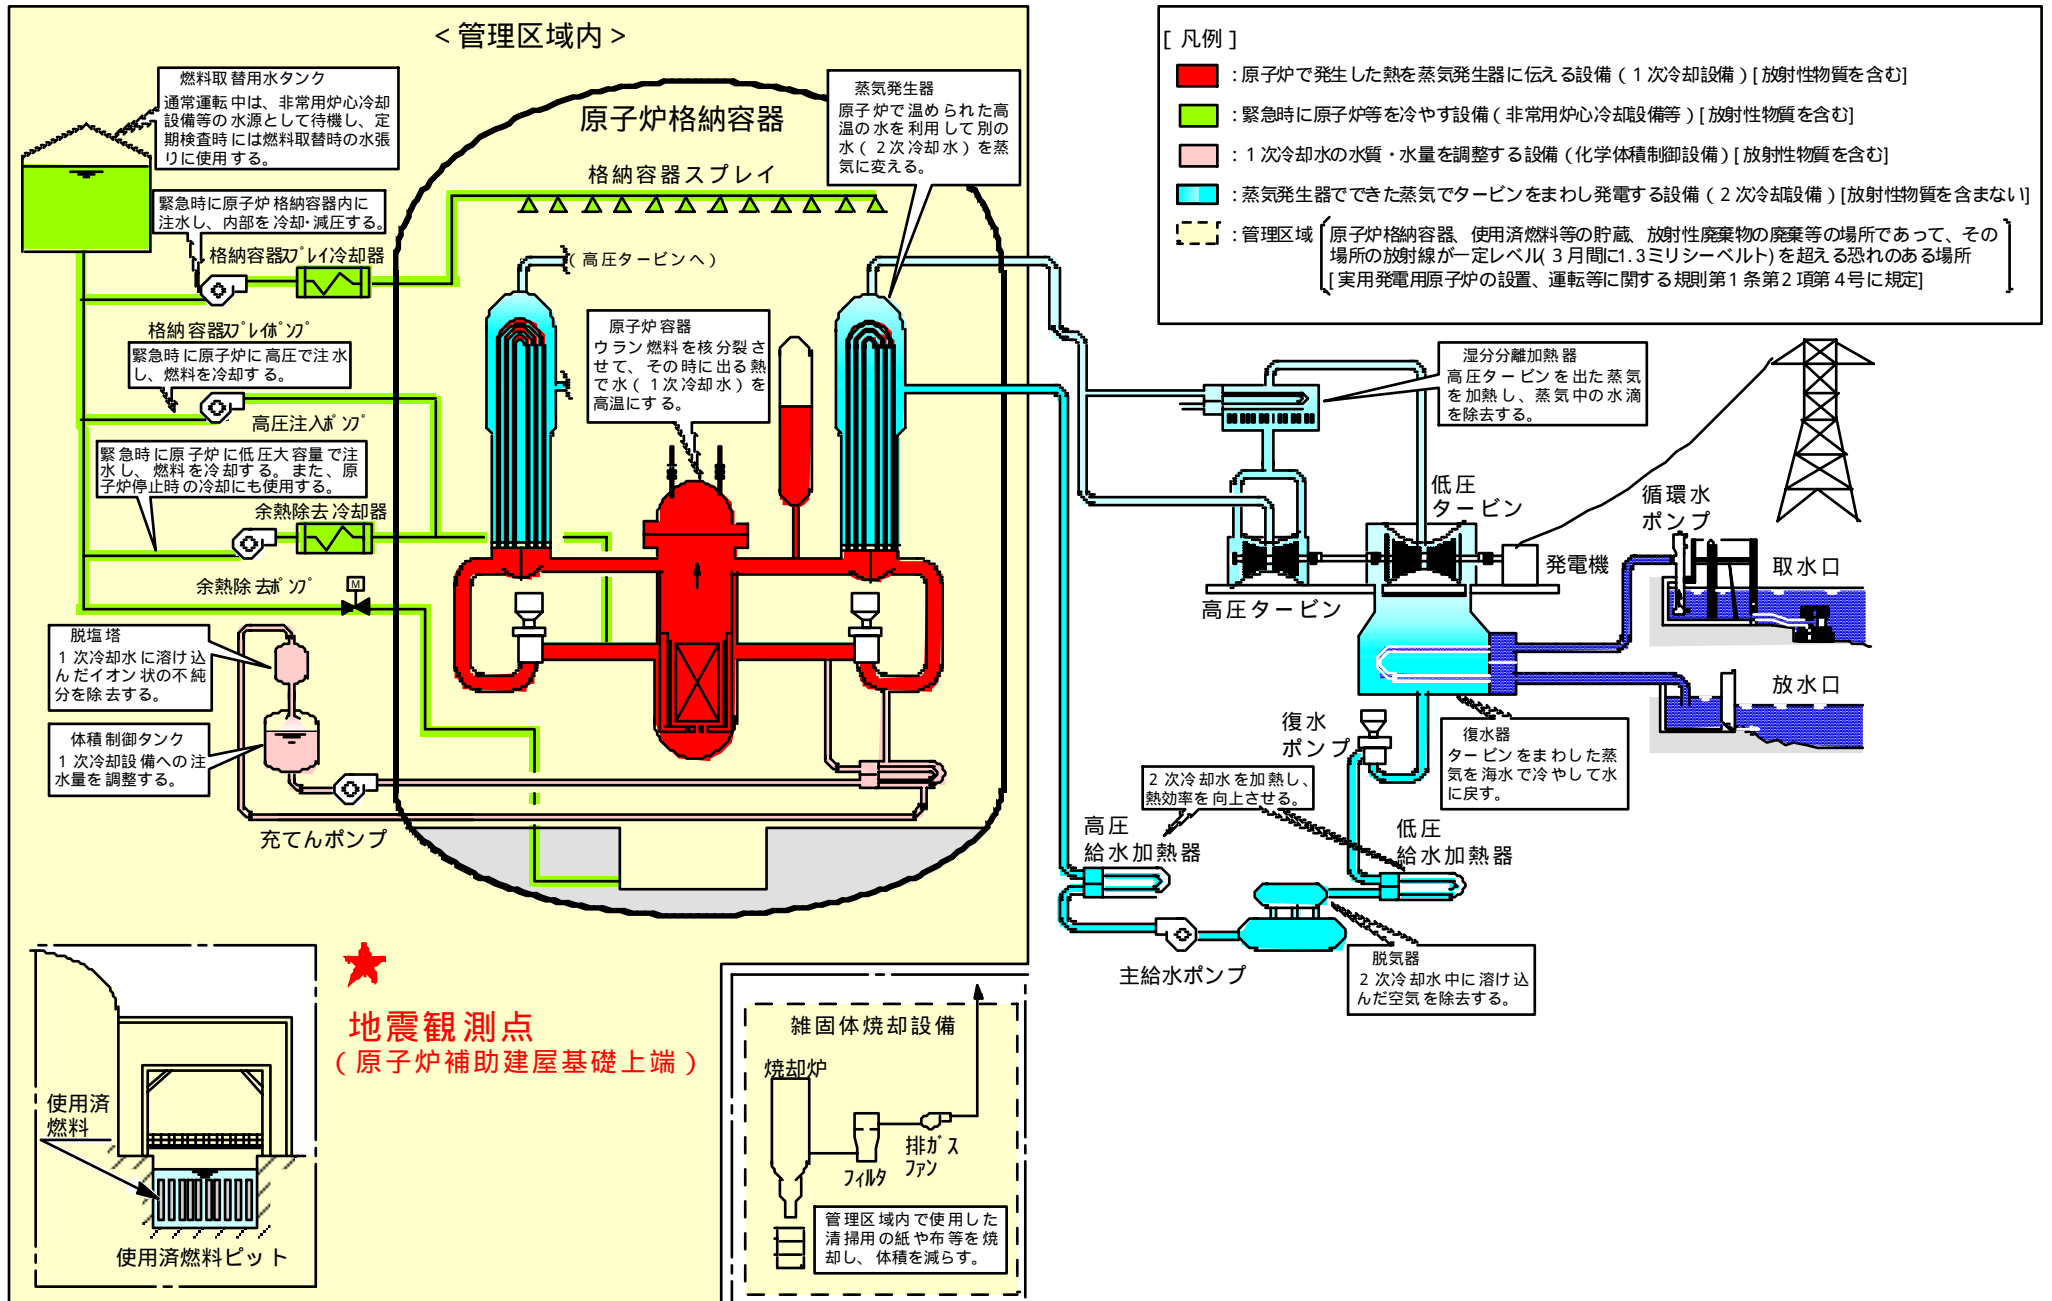 ＜管理区域内＞
燃料取替用水タンク
通常運転中は、非常用炉心冷却
設備等の水源として待機し、定
期検査時には燃料取替時の水張
りに使用する。
緊急時に原子炉格納容器内に
注水し、内部を冷却・減圧する。
格納容器ｽﾌﾟﾚｲ冷却器
格納容器ｽﾌﾟﾚｲﾎﾟﾝﾌﾟ
緊急時に原子炉に高圧で注水
し、燃料を冷却する。
高圧注入ﾎﾟﾝﾌﾟ
緊急時に原子炉に低圧大容量で注
水し、燃料を冷却する。また、原
子炉停止時の冷却にも使用する。
余熱除去冷却器
余熱除去ﾎﾟﾝﾌﾟ
M
脱塩塔
１次冷却水に溶け込
んだイオン状の不純
分を除去する。
体積制御タンク
１次冷却設備への注
水量を調整する。
充てんポンプ
原子炉格納容器
格納容器スプレイ
（高圧タービンへ）
蒸気発生器
原子炉で温められた高
温の水を利用して別の
水（２次冷却水）を蒸
気に変える。
原子炉容器
ウラン燃料を核分裂さ
せて、その時に出る熱
で水（１次冷却水）を
高温にする。
[凡例]
：原子炉で発生した熱を蒸気発生器に伝える設備（１次冷却設備）[放射性物質を含む]
：緊急時に原子炉等を冷やす設備（非常用炉心冷却設備等）[放射性物質を含む]
：１次冷却水の水質・水量を調整する設備（化学体積制御設備）[放射性物質を含む]
：蒸気発生器でできた蒸気でタービンをまわし発電する設備（２次冷却設備）[放射性物質を含まない]
：管理区域
原子炉格納容器、使用済燃料等の貯蔵、放射性廃棄物の廃棄等の場所であって、その
場所の放射線が一定レベル(３月間に1.3ミリシーベルト)を超える恐れのある場所
[実用発電用原子炉の設置、運転等に関する規則第１条第２項第４号に規定]
湿分分離加熱器
高圧タービンを出た蒸気
を加熱し、蒸気中の水滴
を除去する。
低圧
タービン
循環水
ポンプ
発電機
高圧タービン
取水口
放水口
復水
ポンプ
復水器
タービンをまわした蒸
気を海水で冷やして水
に戻す。
２次冷却水を加熱し、
熱効率を向上させる。
高圧
給水加熱器
低圧
給水加熱器
主給水ポンプ
脱気器
２次冷却水中に溶け込
んだ空気を除去する。
地震観測点
（原子炉補助建屋基礎上端）
使用済
燃料
使用済燃料ピット
雑固体焼却設備
焼却炉
ﾌｨﾙﾀ
排ｶﾞｽ
ﾌｧﾝ
管理区域内で使用した
清掃用の紙や布等を焼
却し、体積を減らす。